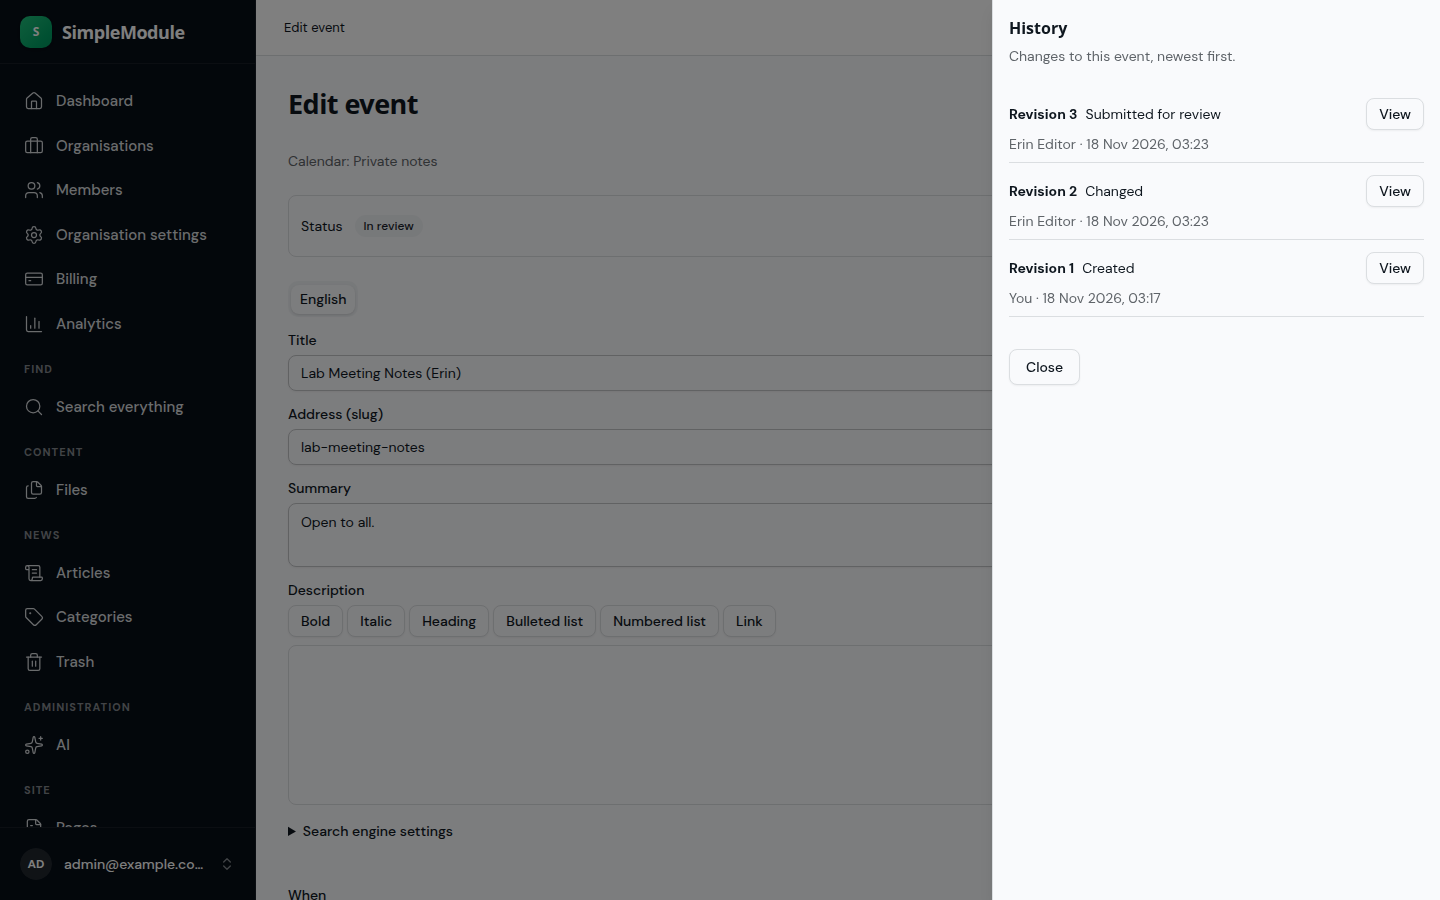 S
SimpleModule
Dashboard
Organisations
Members
Organisation settings
Billing
Analytics
FIND
Search everything
CONTENT
Files
NEWS
Articles
Categories
Trash
ADMINISTRATION
AI
SITE
Pages
AD
admin@example.co...
Edit event
Edit event
Calendar: Private notes
Status
In review
English
Title
Lab Meeting Notes (Erin)
Address (slug)
lab-meeting-notes
Summary
Open to all.
Description
Bold Italic Heading Bulleted list Numbered list Link
Search engine settings
When
History
Changes to this event, newest first.
Revision 3 Submitted for review
View
Erin Editor · 18 Nov 2026, 03:23
Revision 2 Changed
View
Erin Editor · 18 Nov 2026, 03:23
Revision 1 Created
View
You · 18 Nov 2026, 03:17
Close